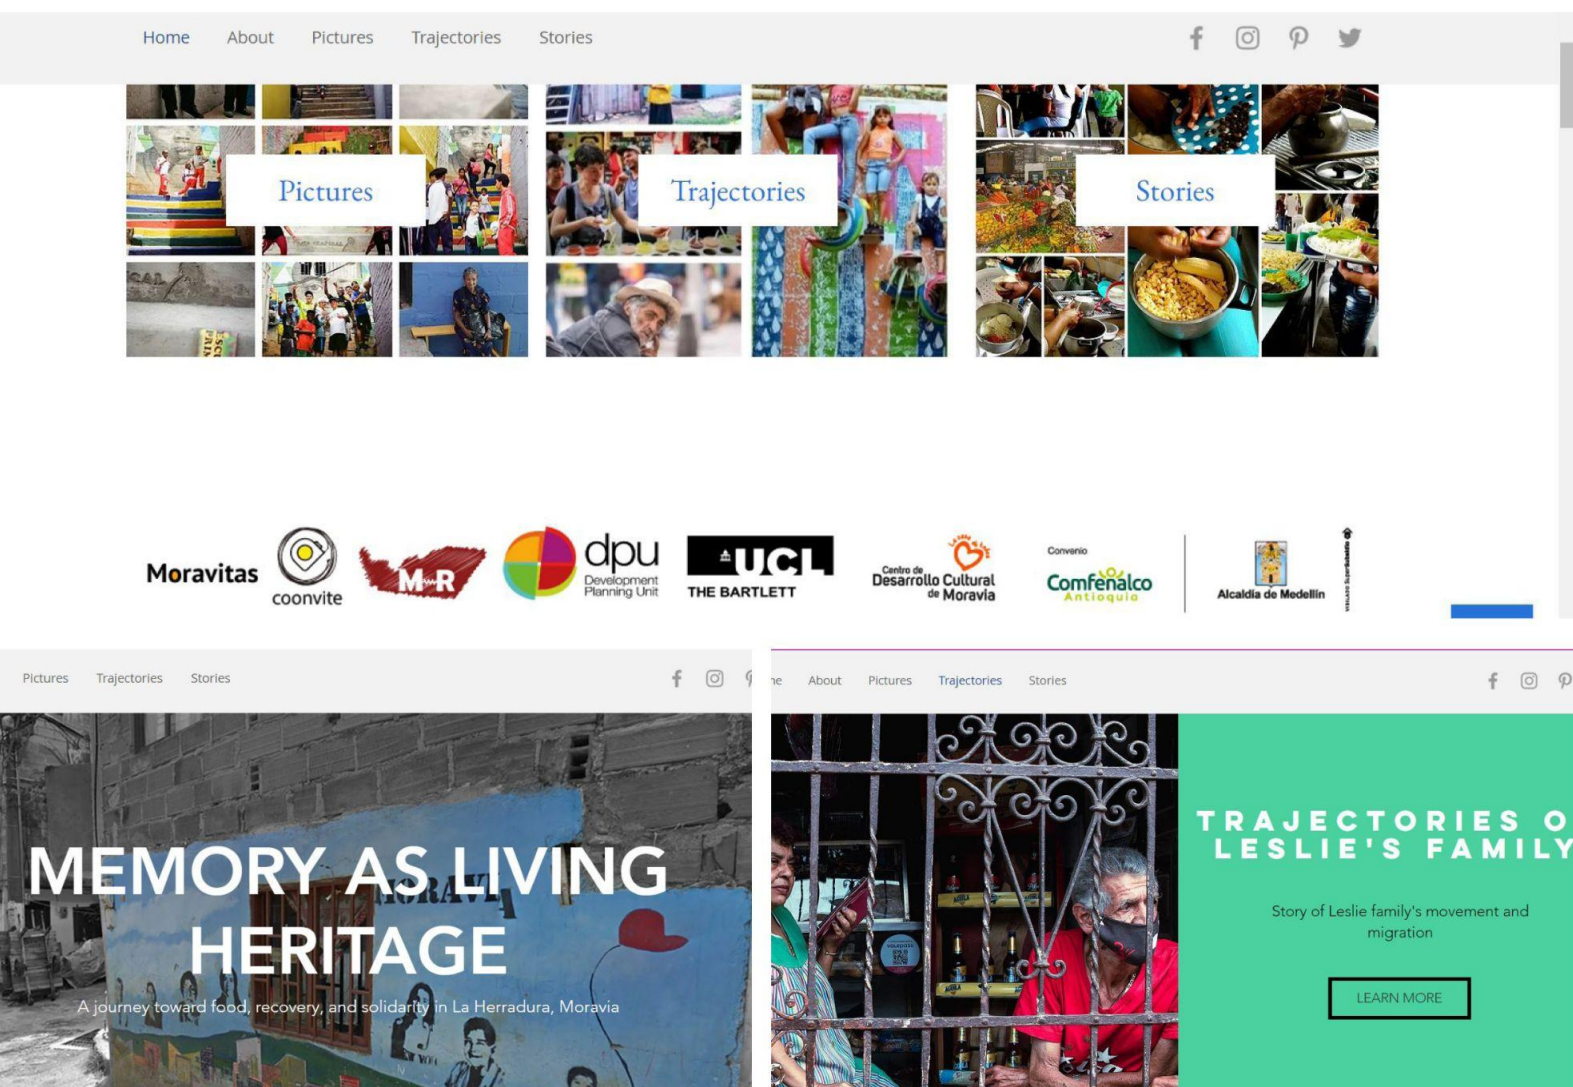 Home About Pictures Trajectories Stories
Pictures
Trajectories
Stories
Moravitas
coonvite
MR
dpu
Development
Planning Unit
UCL
THE BARTLETT
Centro de
Desarrollo Cultural
de Moravia
Convenio
Comfenalco
Antioquia
Alcaldía de Medellín
Pictures Trajectories Stories
MEMORY AS LIVING
HERITAGE
MORAVIA
A journey toward food, recovery, and solidarity in La Herradura, Moravia
me About Pictures Trajectories Stories
TRAJECTORIES O
LESLIE'S FAMILY
Story of Leslie family's movement and
migration
LEARN MORE